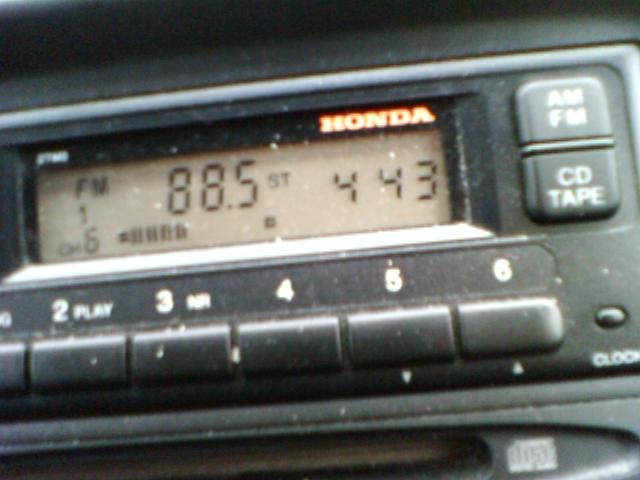 HONDA
AM
FM
FM
88.5 ST 4 43
1
CH 6
CD
TAPE
2 PLAY 3 NR 4 5 6
CLOCK